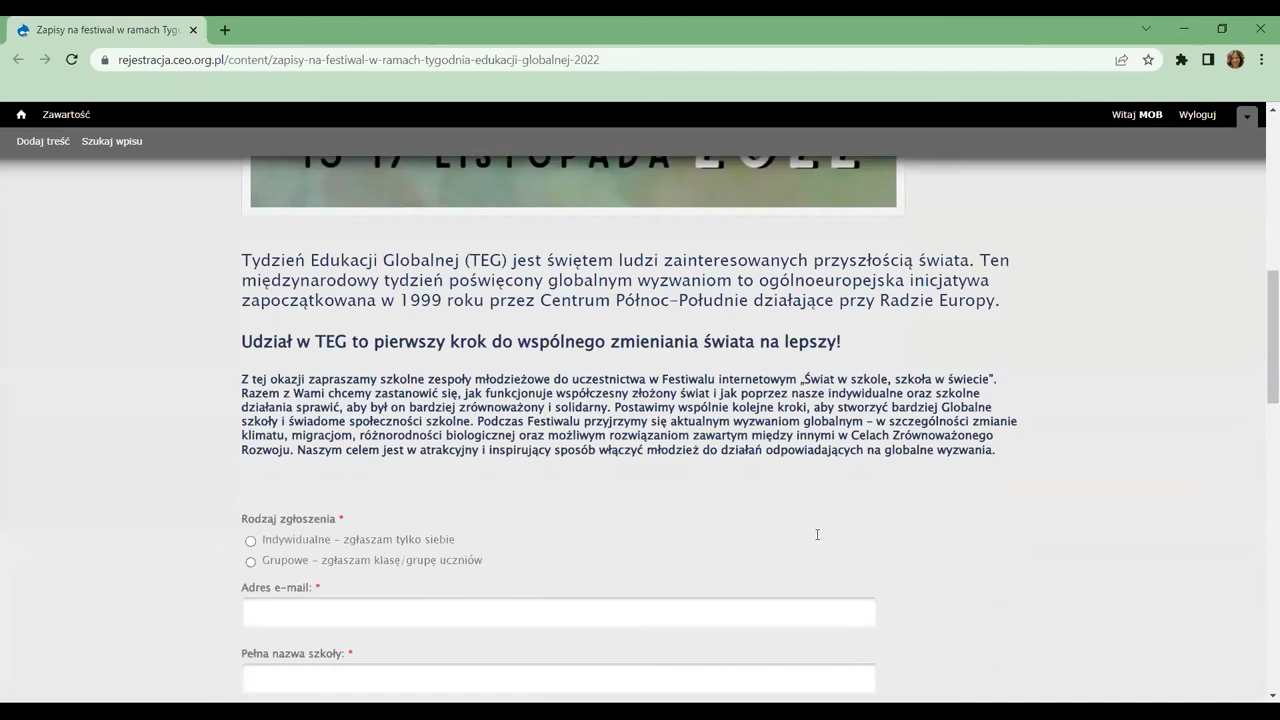 Zapisy na festiwal w ramach Tyg
rejestracja.ceo.org.pl/content/zapisy-na-festiwal-w-ramach-tygodnia-edukacji-globalnej-2022
Zawartość
Witaj MOB Wyloguj
Dodaj treść Szukaj wpisu
LISTOPADA 2022
Tydzień Edukacji Globalnej (TEG) jest świętem ludzi zainteresowanych przyszłością świata. Ten
międzynarodowy tydzień poświęcony globalnym wyzwaniom to ogólnoeuropejska inicjatywa
zapoczątkowana w 1999 roku przez Centrum Północ-Południe działające przy Radzie Europy.
Udział w TEG to pierwszy krok do wspólnego zmieniania świata na lepszy!
Z tej okazji zapraszamy szkolne zespoły młodzieżowe do uczestnictwa w Festiwalu internetowym „Świat w szkole, szkoła w świecie”.
Razem z Wami chcemy zastanowić się, jak funkcjonuje współczesny złożony świat i jak poprzez nasze indywidualne oraz szkolne
działania sprawić, aby był on bardziej zrównoważony i solidarny. Postawimy wspólnie kolejne kroki, aby stworzyć bardziej Globalne
szkoły i świadome społeczności szkolne. Podczas Festiwalu przyjrzymy się aktualnym wyzwaniom globalnym – w szczególności zmianie
klimatu, migracjom, różnorodności biologicznej oraz możliwym rozwiązaniom zawartym między innymi w Celach Zrównoważonego
Rozwoju. Naszym celem jest w atrakcyjny i inspirujący sposób włączyć młodzież do działań odpowiadających na globalne wyzwania.
Rodzaj zgłoszenia *
Indywidualne – zgłaszam tylko siebie
Grupowe – zgłaszam klasę/grupę uczniów
Adres e-mail: *
Pełna nazwa szkoły: *